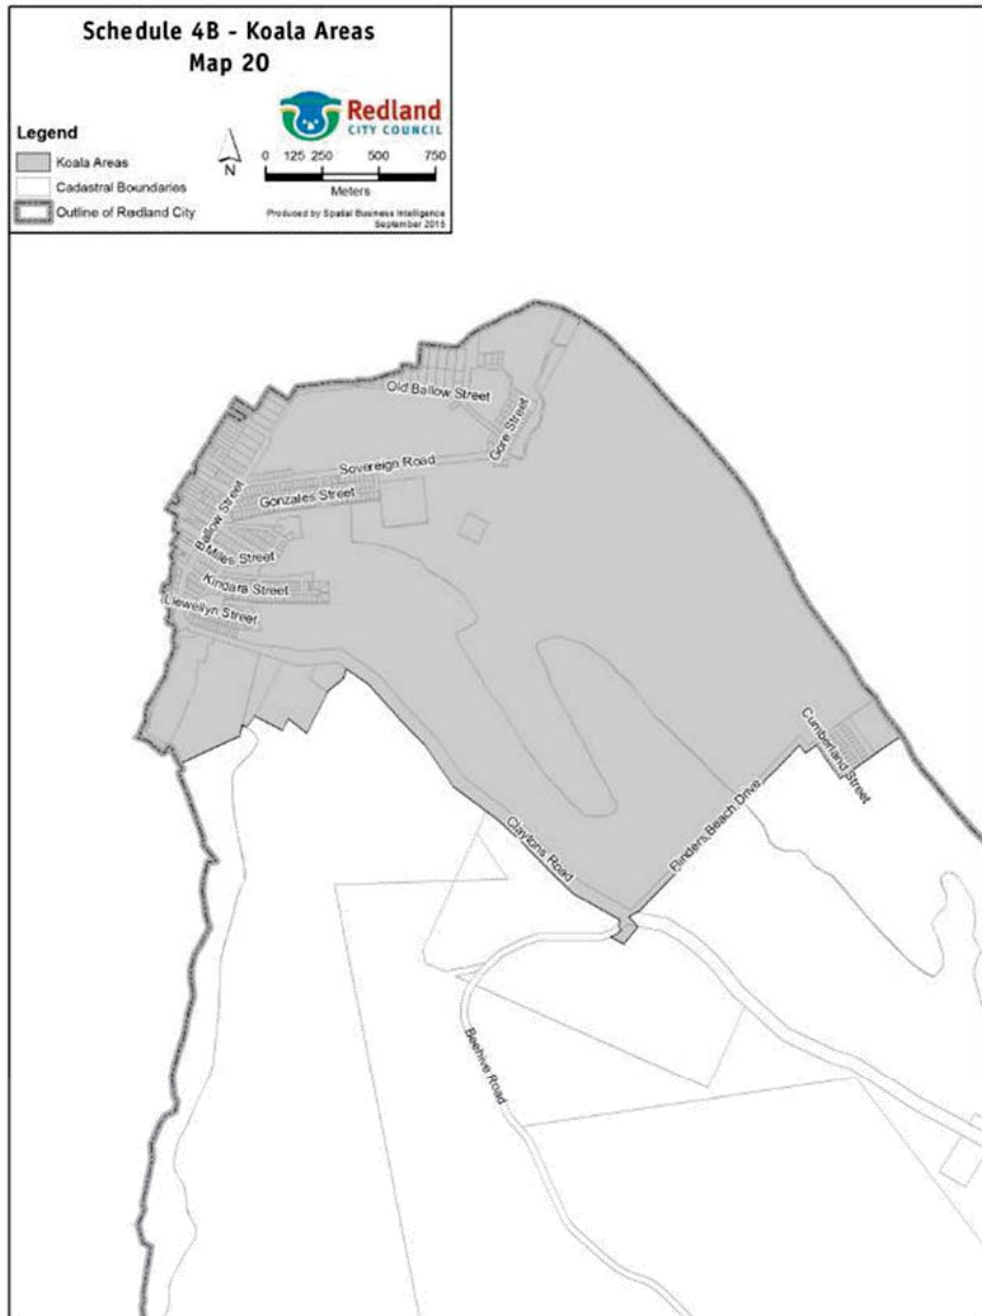 Schedule 4B - Koala Areas
Map 20
Redland
CITY COUNCIL
Legend
Koala Areas
Cadastral Boundaries
Outline of Redland City
N
0 125 250 500 750
Meters
Produced by Spatial Business Intelligence
September 2015
Old Ballow Street
Gore Street
Sovereign Road
Gonzales Street
Ballow Street
Miles Street
Kindara Street
Llewellyn Street
Cumberland Street
Flinders Beach Drive
Claytons Road
Beehive Road